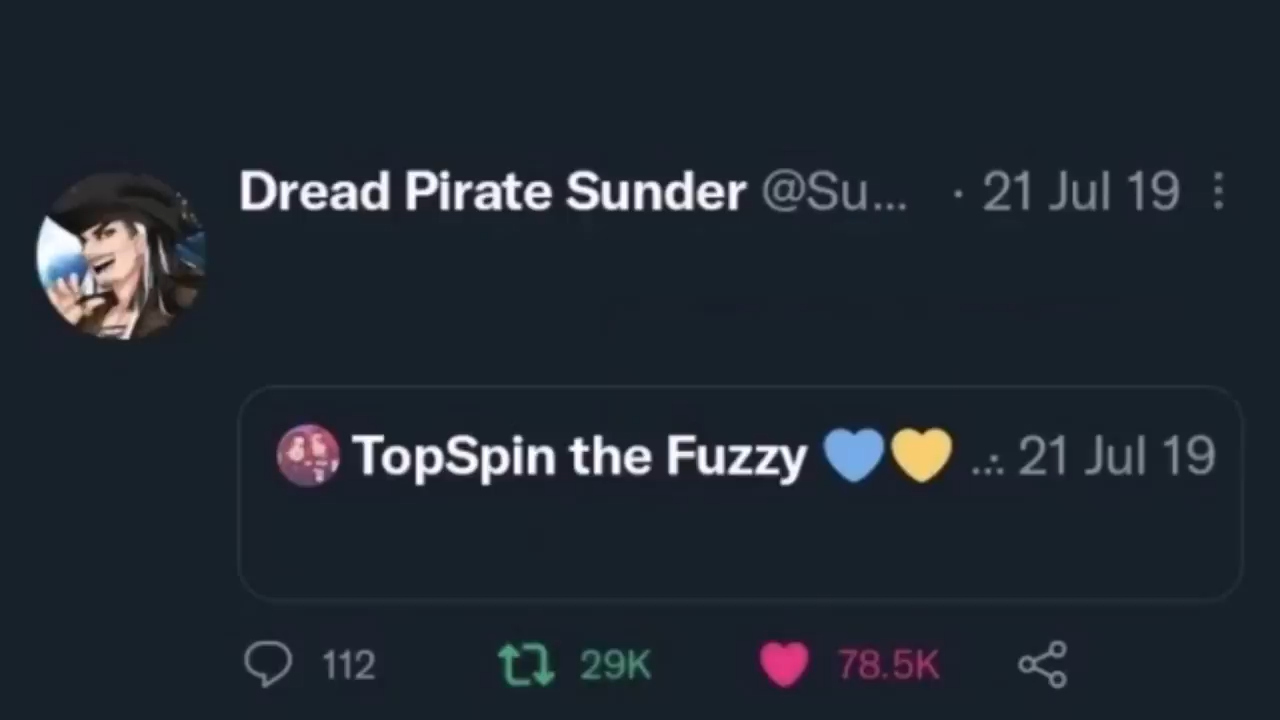 Dread Pirate Sunder @Su... · 21 Jul 19
TopSpin the Fuzzy 💙💛 ... 21 Jul 19
112 29K 78.5K